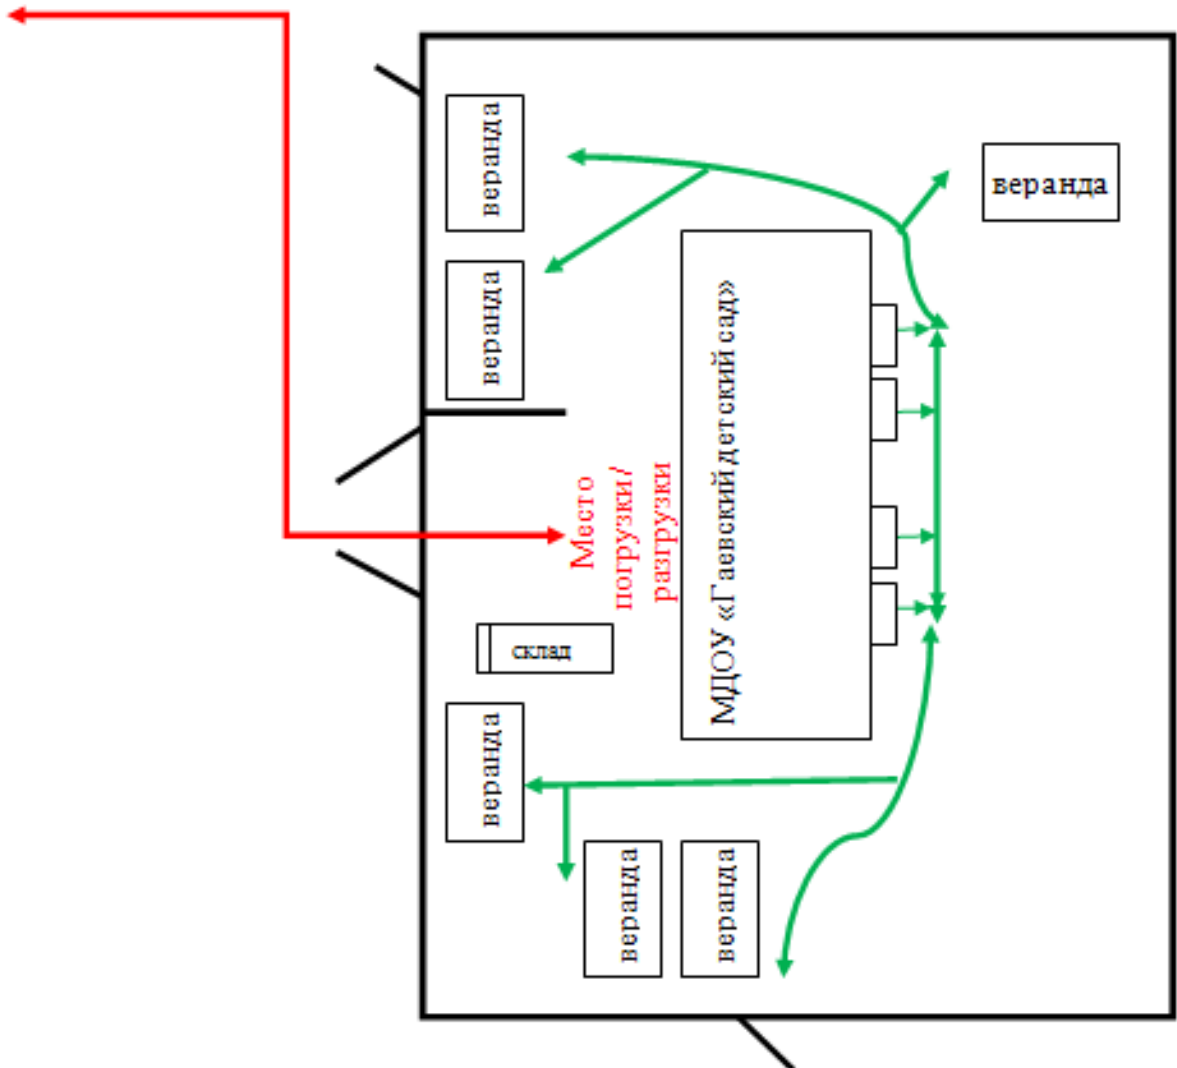 веранда
веранда
веранда
МДОУ «Гаевский детский сад»
Место
погрузки/
разгрузки
склад
веранда
веранда
веранда